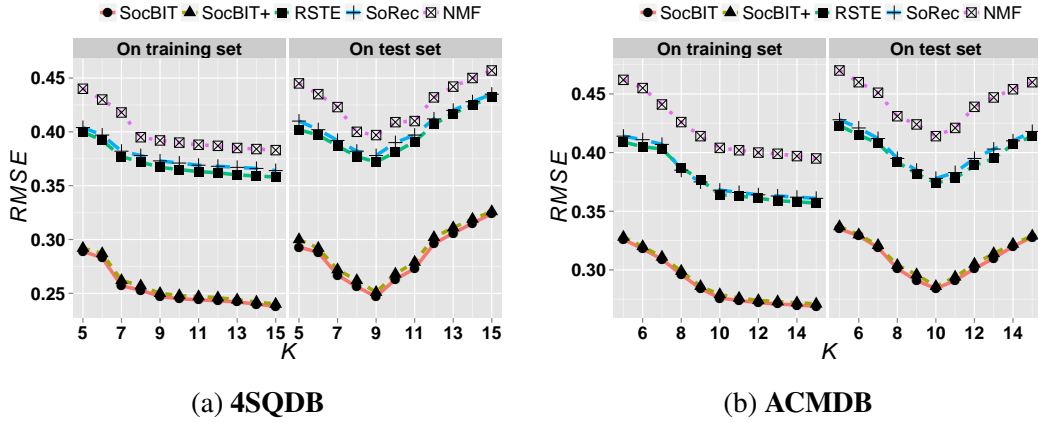 SocBIT SocBIT+ RSTE SoRec NMF
On training set On test set
RMSE
0.45
0.40
0.35
0.30
0.25
5 7 9 11 13 15 5 7 9 11 13 15
K
(a) 4SQDB
SocBIT SocBIT+ RSTE SoRec NMF
On training set On test set
RMSE
0.45
0.40
0.35
0.30
6 8 10 12 14 6 8 10 12 14
K
(b) ACMDB